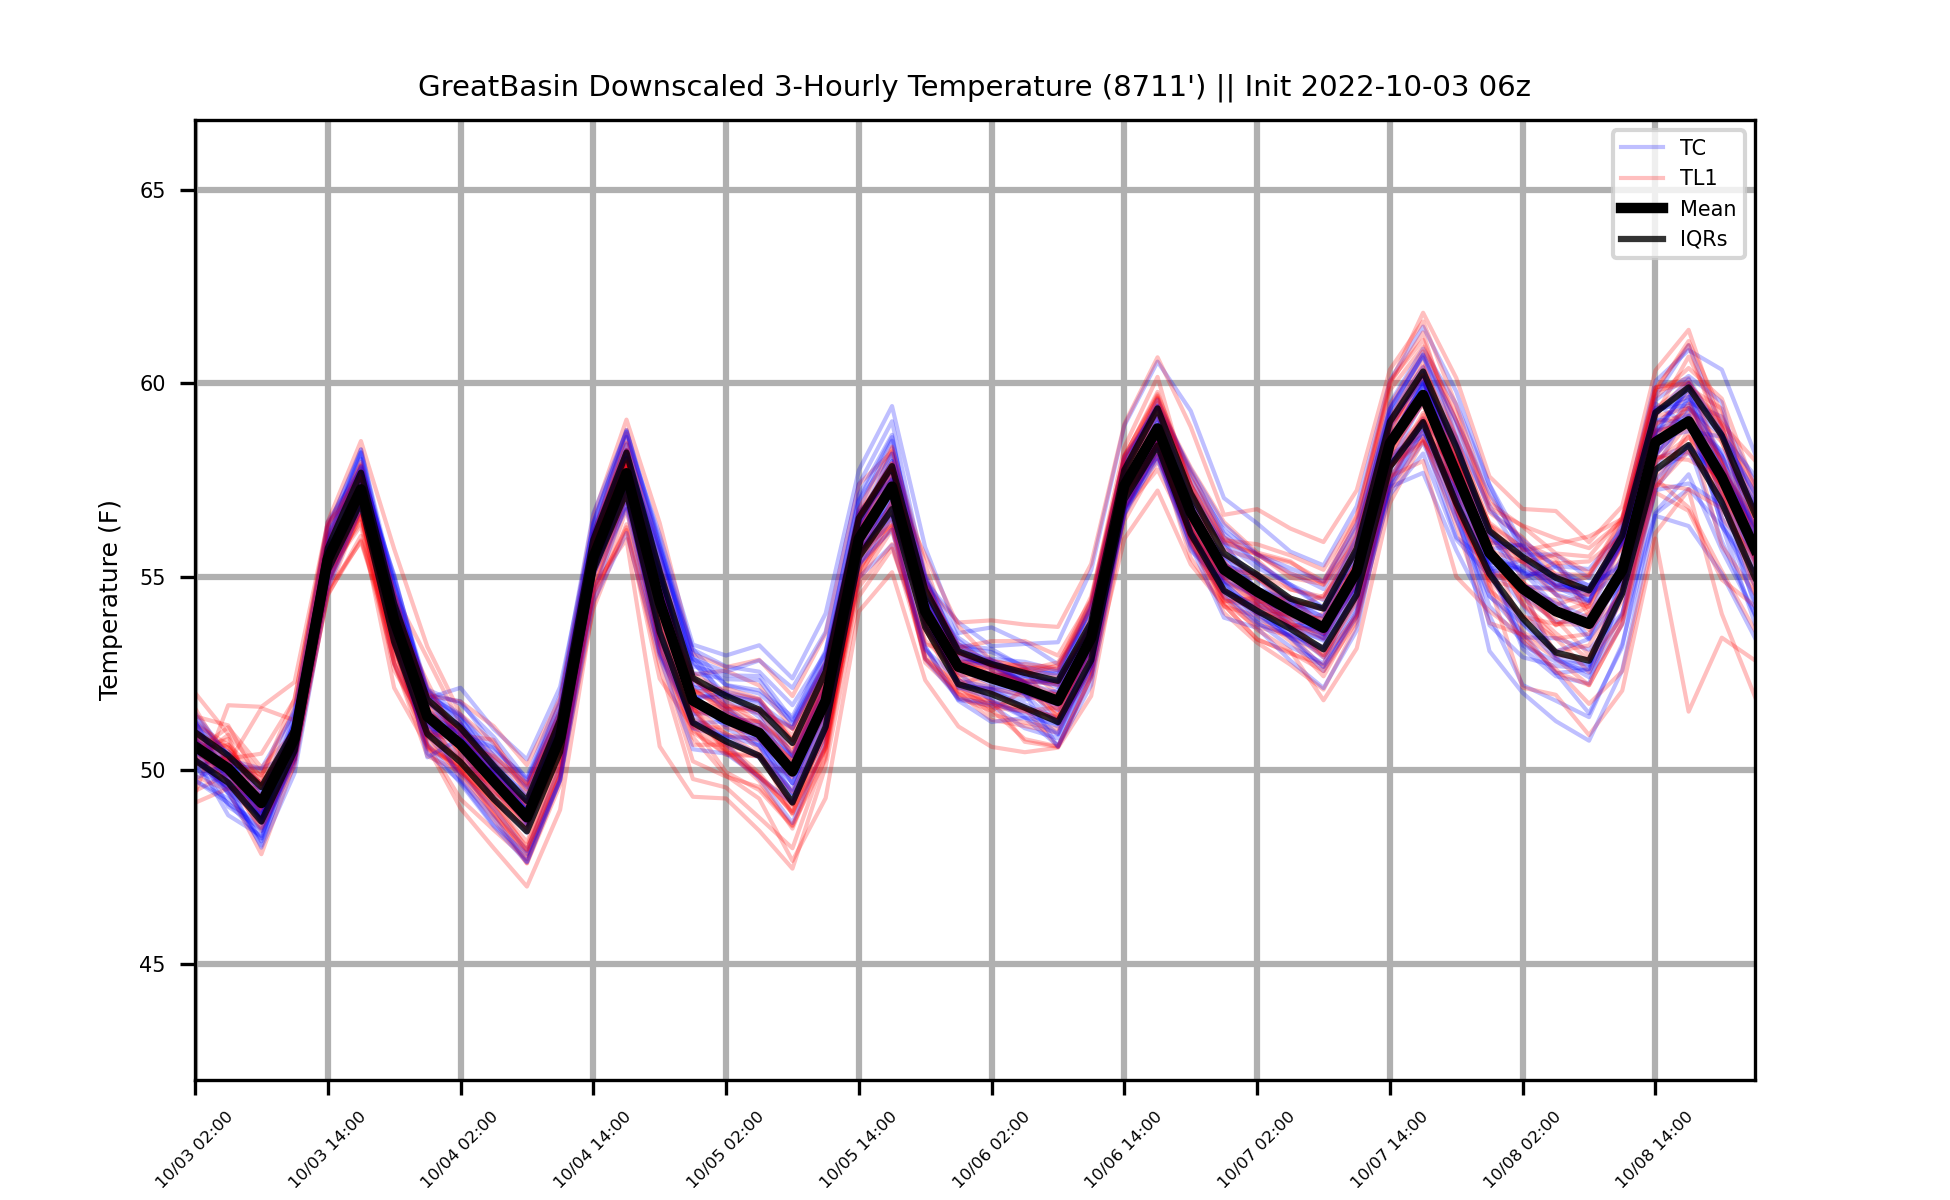 GreatBasin Downscaled 3-Hourly Temperature (8711') || Init 2022-10-03 06z
TC
TL1
Mean
IQRs
Temperature (F)
65
60
55
50
45
10/03 02:00
10/03 14:00
10/04 02:00
10/04 14:00
10/05 02:00
10/05 14:00
10/06 02:00
10/06 14:00
10/07 02:00
10/07 14:00
10/08 02:00
10/08 14:00